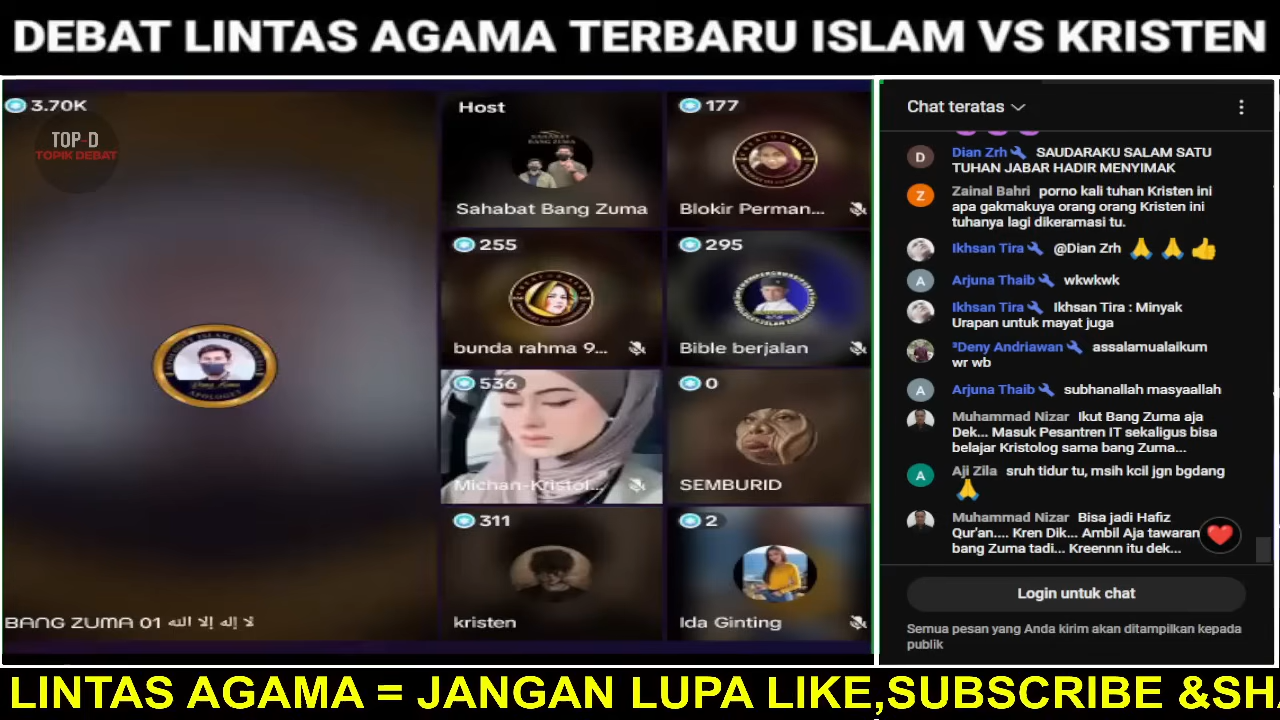 DEBAT LINTAS AGAMA TERBARU ISLAM VS KRISTEN
3.70K
TOP-D
TOPIK DEBAT
BANG ZUMA 01 لا إله إلا الله
Host
Sahabat Bang Zuma
177
Blokir Perman...
255
bunda rahma 9...
295
Bible berjalan
536
Michan-Kristol...
0
SEMBURID
311
kristen
2
Ida Ginting
Chat teratas
D
Dian Zrh SAUDARAKU SALAM SATU
TUHAN JABAR HADIR MENYIMAK
Z
Zainal Bahri porno kali tuhan Kristen ini
apa gakmakuya orang orang Kristen ini
tuhanya lagi dikeramasi tu.
Ikhsan Tira @Dian Zrh 🙏 🙏 👍
A
Arjuna Thaib wkwkwk
Ikhsan Tira Ikhsan Tira : Minyak
Urapan untuk mayat juga
³Deny Andriawan assalamualaikum
wr wb
A
Arjuna Thaib subhanallah masyaallah
Muhammad Nizar Ikut Bang Zuma aja
Dek... Masuk Pesantren IT sekaligus bisa
belajar Kristolog sama bang Zuma...
A
Aji Zila sruh tidur tu, msih kcil jgn bgdang
🙏
Muhammad Nizar Bisa jadi Hafiz
Qur'an.... Kren Dik... Ambil Aja tawaran
bang Zuma tadi... Kreennn itu dek...
Login untuk chat
Semua pesan yang Anda kirim akan ditampilkan kepada
publik
LINTAS AGAMA = JANGAN LUPA LIKE,SUBSCRIBE &SH